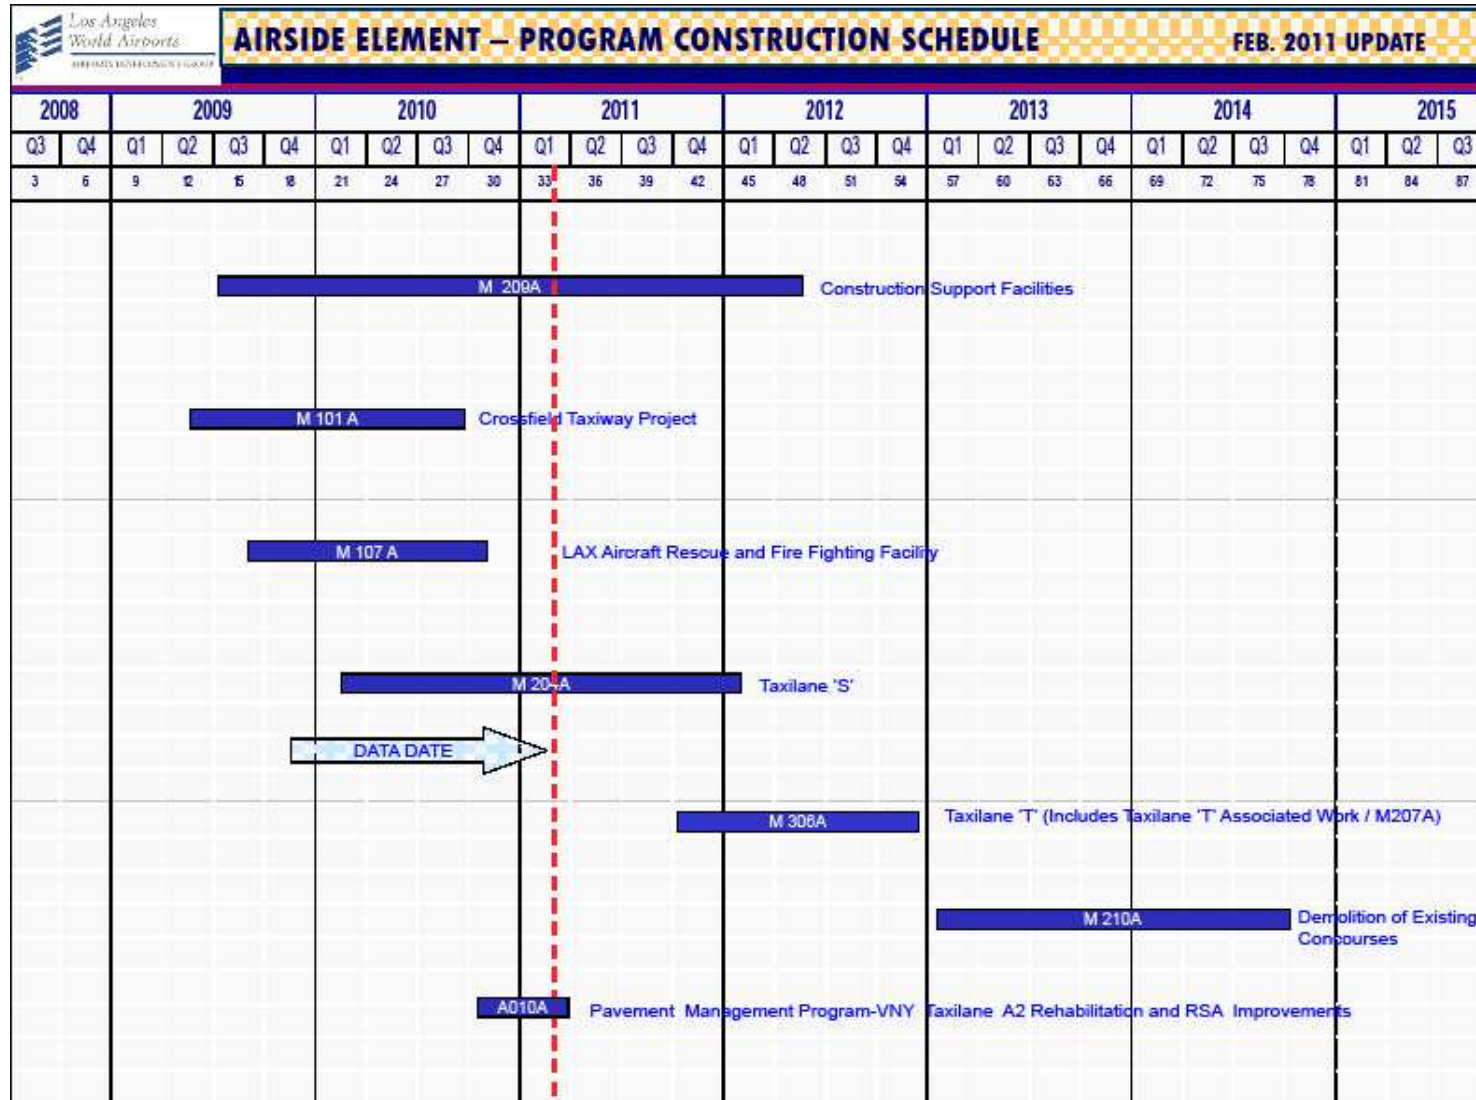 Los Angeles
World Airports
AIRPORTS DEVELOPMENT GROUP
AIRSIDE ELEMENT – PROGRAM CONSTRUCTION SCHEDULE
FEB. 2011 UPDATE
2008 2009 2010 2011 2012 2013 2014 2015
Q3 Q4 Q1 Q2 Q3 Q4 Q1 Q2 Q3 Q4 Q1 Q2 Q3 Q4 Q1 Q2 Q3 Q4 Q1 Q2 Q3 Q4 Q1 Q2 Q3 Q4 Q1 Q2 Q3
3 6 9 12 15 18 21 24 27 30 33 36 39 42 45 48 51 54 57 60 63 66 69 72 75 78 81 84 87
M 209A Construction Support Facilities
M 101 A Crossfield Taxiway Project
M 107 A LAX Aircraft Rescue and Fire Fighting Facility
M 204A Taxilane 'S'
DATA DATE
M 306A Taxilane 'T' (Includes Taxilane 'T' Associated Work / M207A)
M 210A Demolition of Existing
Concourses
A010A Pavement Management Program-VNY Taxilane A2 Rehabilitation and RSA Improvements